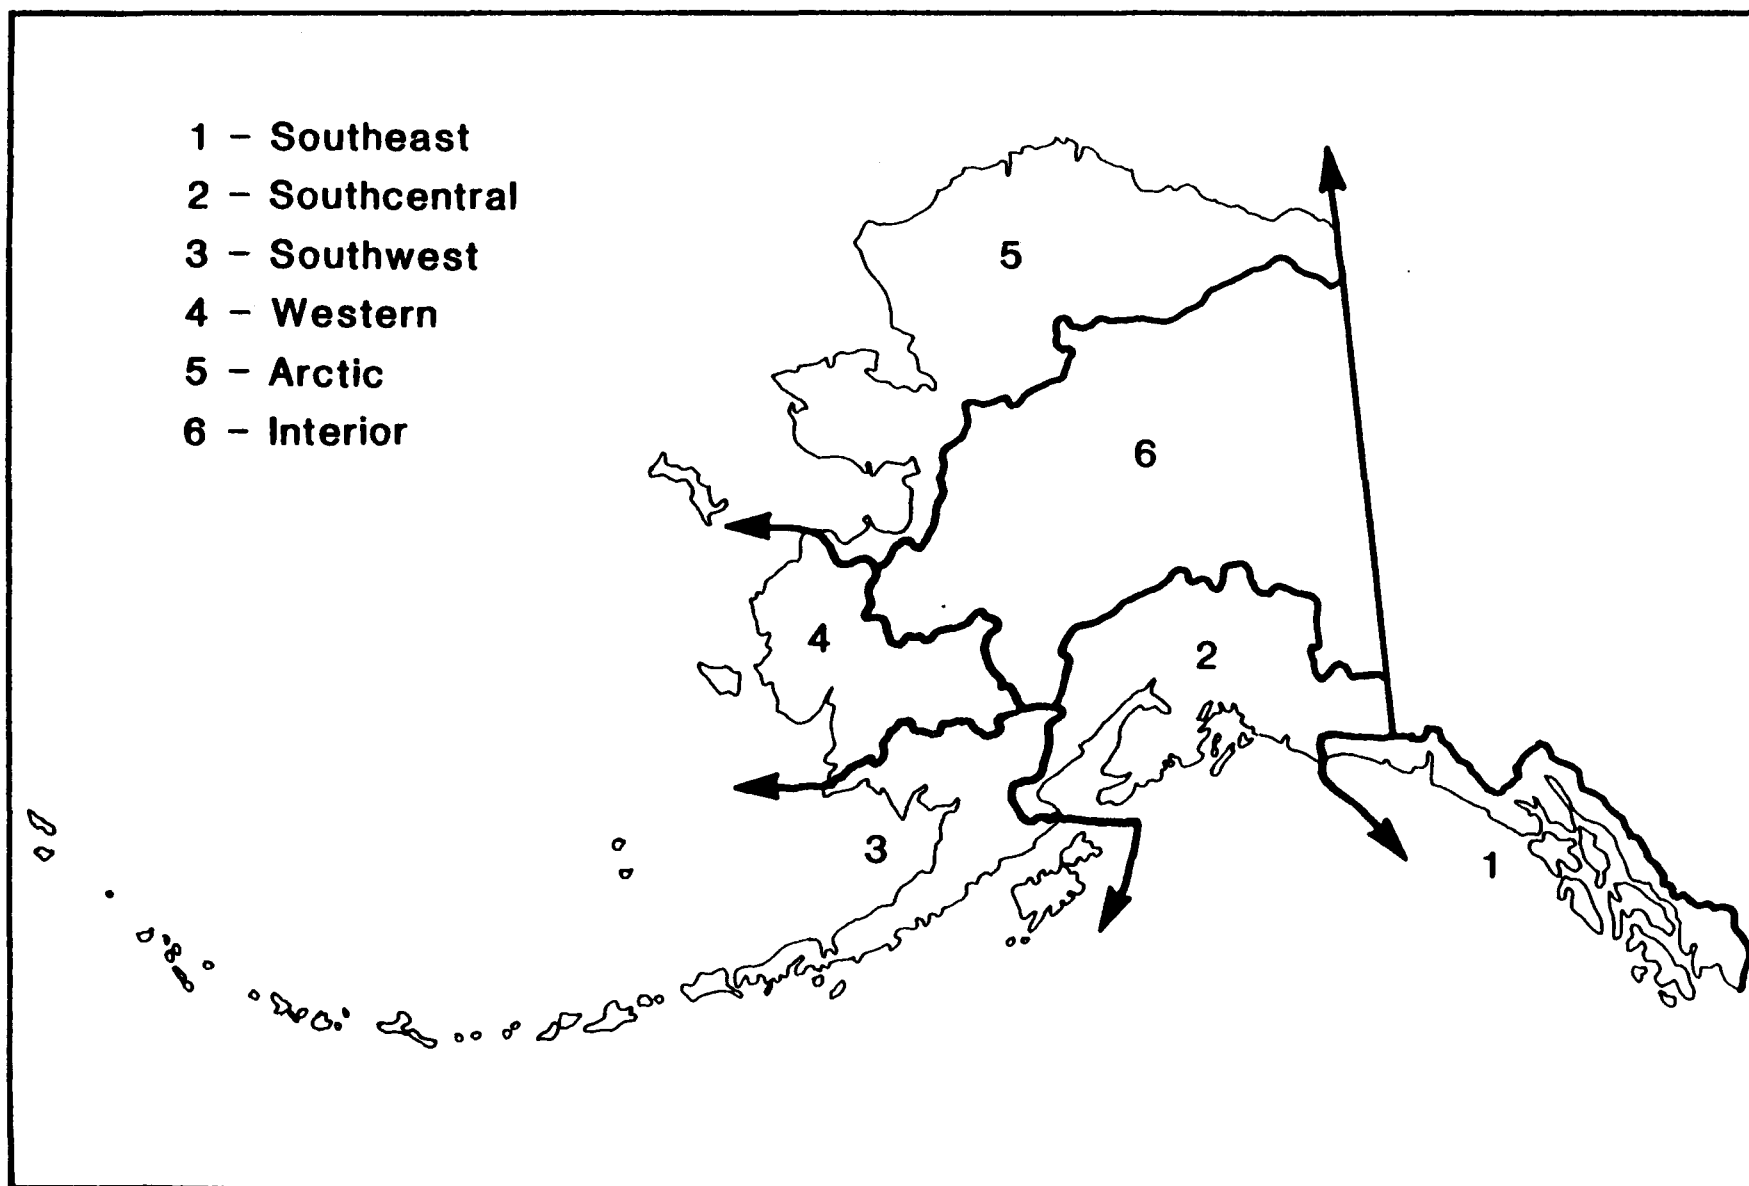 1 – Southeast
2 – Southcentral
3 – Southwest
4 – Western
5 – Arctic
6 – Interior
5
6
4
2
3
1